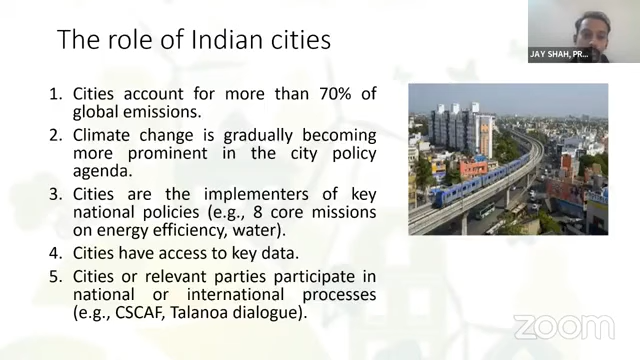 The role of Indian cities
JAY SHAH, PR...
1. Cities account for more than 70% of
global emissions.
2. Climate change is gradually becoming
more prominent in the city policy
agenda.
3. Cities are the implementers of key
national policies (e.g., 8 core missions
on energy efficiency, water).
4. Cities have access to key data.
5. Cities or relevant parties participate in
national or international processes
(e.g., CSCAF, Talanoa dialogue).
zoom